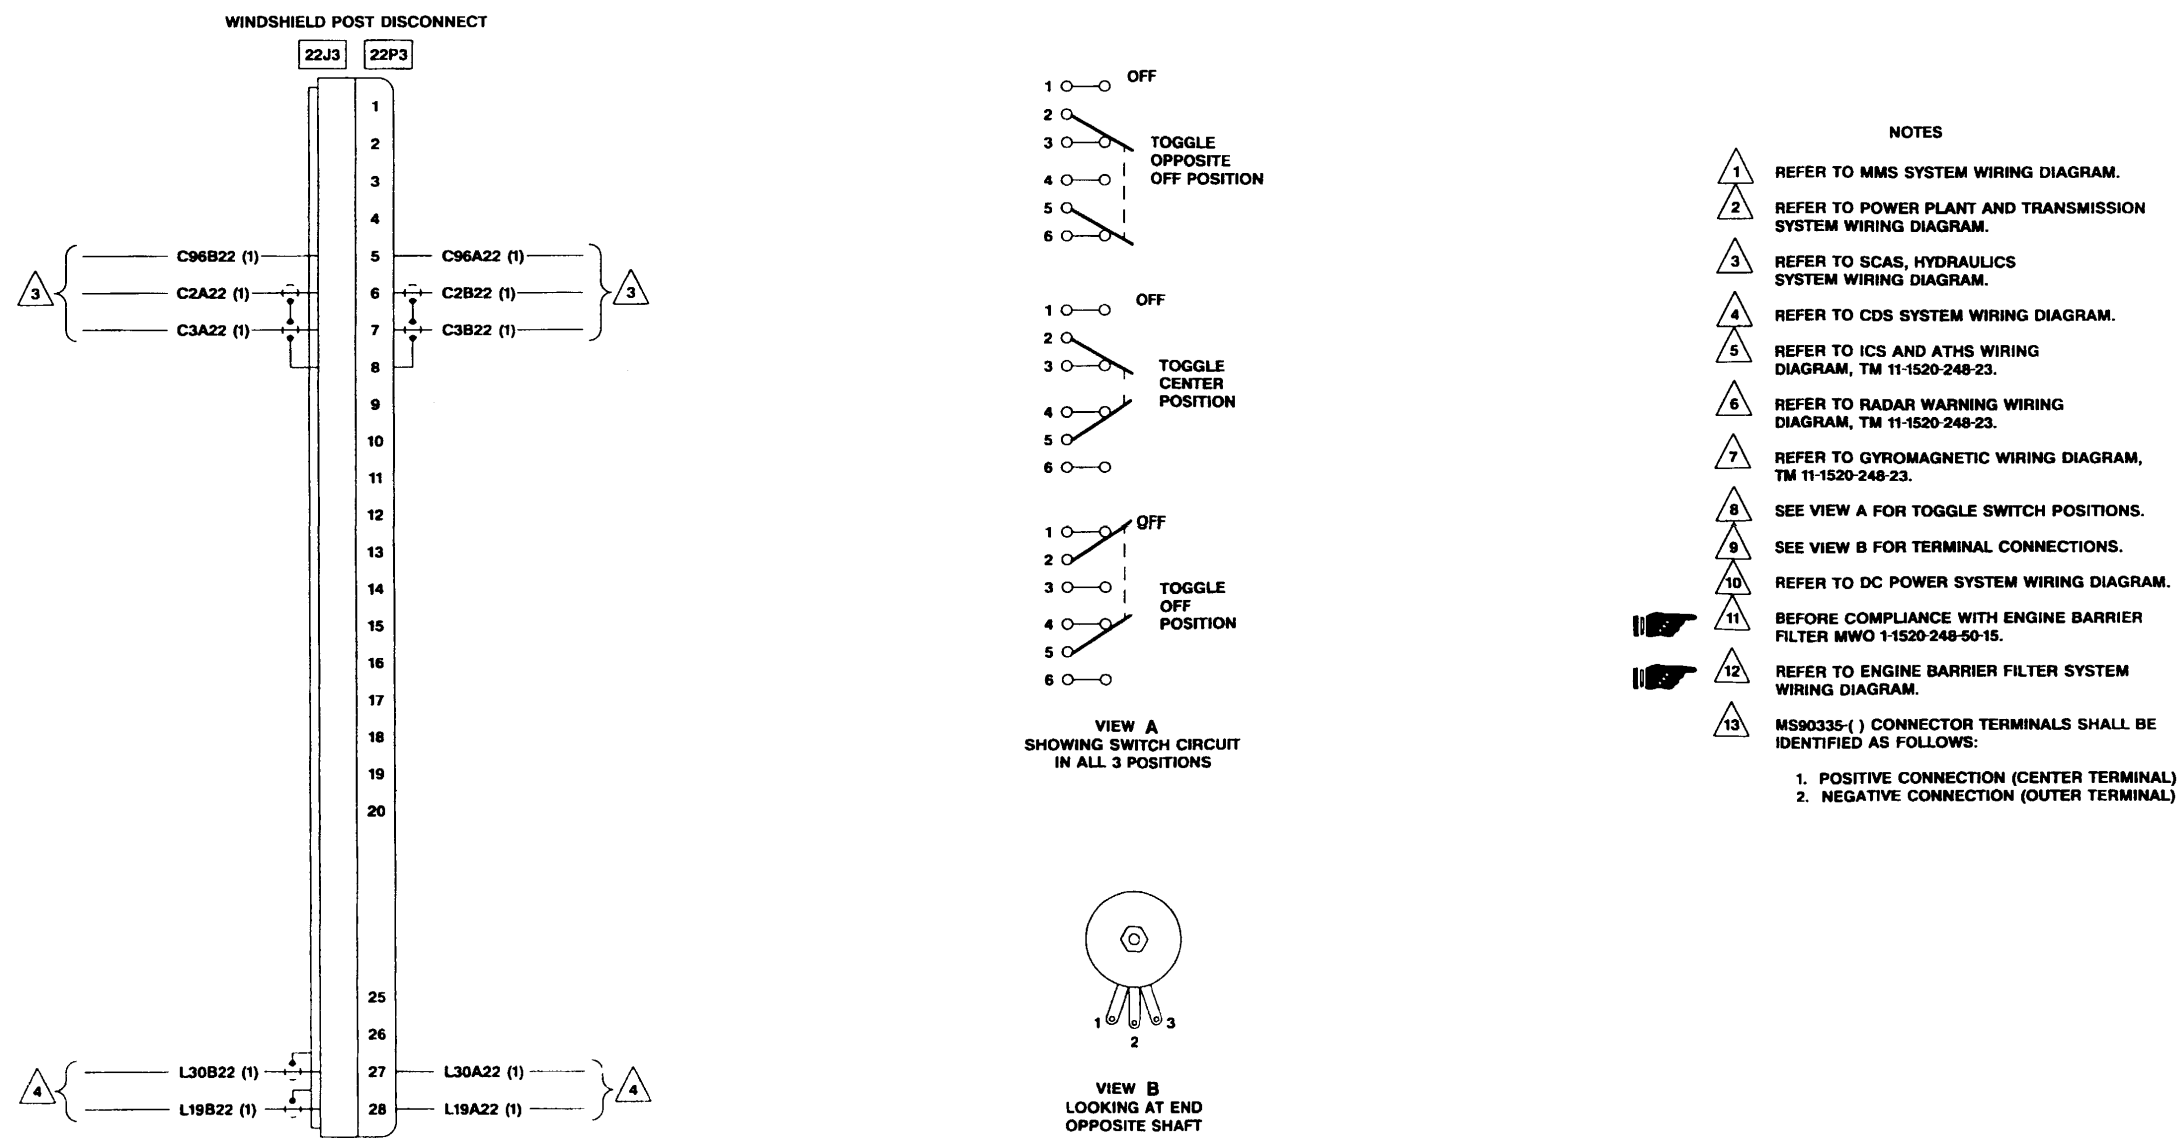 WINDSHIELD POST DISCONNECT
22J3 22P3
1
2
3
4
C96B22 (1) 5 C96A22 (1)
3 C2A22 (1) 6 C2B22 (1) 3
C3A22 (1) 7 C3B22 (1)
8
9
10
11
12
13
14
15
16
17
18
19
20
25
26
L30B22 (1) 27 L30A22 (1)
4 4
L19B22 (1) 28 L19A22 (1)
OFF
1
2
3
4
5
6
TOGGLE
OPPOSITE
OFF POSITION
OFF
1
2
3
4
5
6
TOGGLE
CENTER
POSITION
OFF
1
2
3
4
5
6
TOGGLE
OFF
POSITION
VIEW A
SHOWING SWITCH CIRCUIT
IN ALL 3 POSITIONS
1 3
2
VIEW B
LOOKING AT END
OPPOSITE SHAFT
NOTES
1 REFER TO MMS SYSTEM WIRING DIAGRAM.
2 REFER TO POWER PLANT AND TRANSMISSION
SYSTEM WIRING DIAGRAM.
3 REFER TO SCAS, HYDRAULICS
SYSTEM WIRING DIAGRAM.
4 REFER TO CDS SYSTEM WIRING DIAGRAM.
5 REFER TO ICS AND ATHS WIRING
DIAGRAM, TM 11-1520-248-23.
6 REFER TO RADAR WARNING WIRING
DIAGRAM, TM 11-1520-248-23.
7 REFER TO GYROMAGNETIC WIRING DIAGRAM,
TM 11-1520-248-23.
8 SEE VIEW A FOR TOGGLE SWITCH POSITIONS.
9 SEE VIEW B FOR TERMINAL CONNECTIONS.
10 REFER TO DC POWER SYSTEM WIRING DIAGRAM.
11 BEFORE COMPLIANCE WITH ENGINE BARRIER
FILTER MWO 1-1520-248-50-15.
12 REFER TO ENGINE BARRIER FILTER SYSTEM
WIRING DIAGRAM.
13 MS90335-( ) CONNECTOR TERMINALS SHALL BE
IDENTIFIED AS FOLLOWS:
1. POSITIVE CONNECTION (CENTER TERMINAL)
2. NEGATIVE CONNECTION (OUTER TERMINAL)